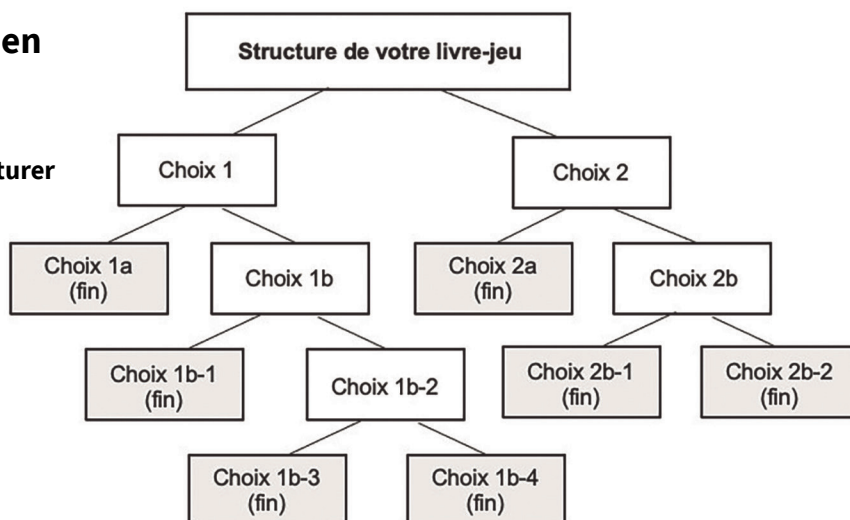 en
Structure de votre livre-jeu
turer
Choix 1
Choix 2
Choix 1a
(fin)
Choix 1b
Choix 2a
(fin)
Choix 2b
Choix 1b-1
(fin)
Choix 1b-2
Choix 2b-1
(fin)
Choix 2b-2
(fin)
Choix 1b-3
(fin)
Choix 1b-4
(fin)